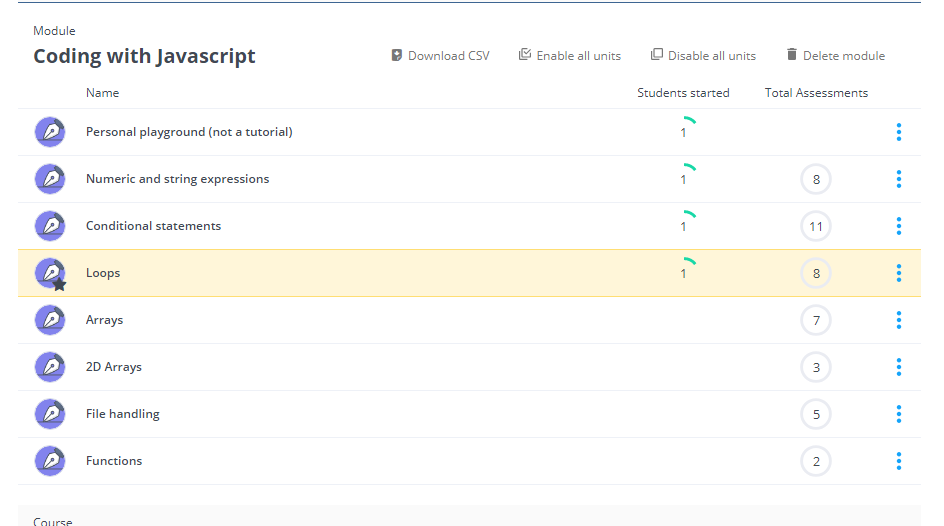 Module
Coding with Javascript
Download CSV Enable all units Disable all units Delete module
Name Students started Total Assessments
Personal playground (not a tutorial) 1
Numeric and string expressions 1 8
Conditional statements 1 11
Loops 1 8
Arrays 7
2D Arrays 3
File handling 5
Functions 2
Course